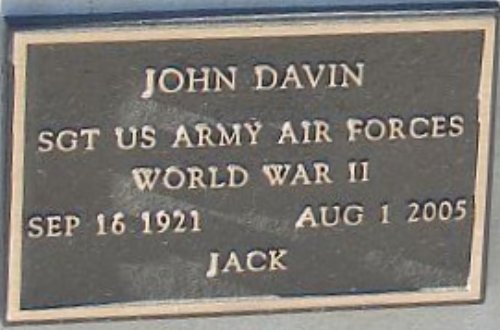 JOHN DAVIN
SGT US ARMY AIR FORCES
WORLD WAR II
SEP 16 1921 AUG 1 2005
JACK